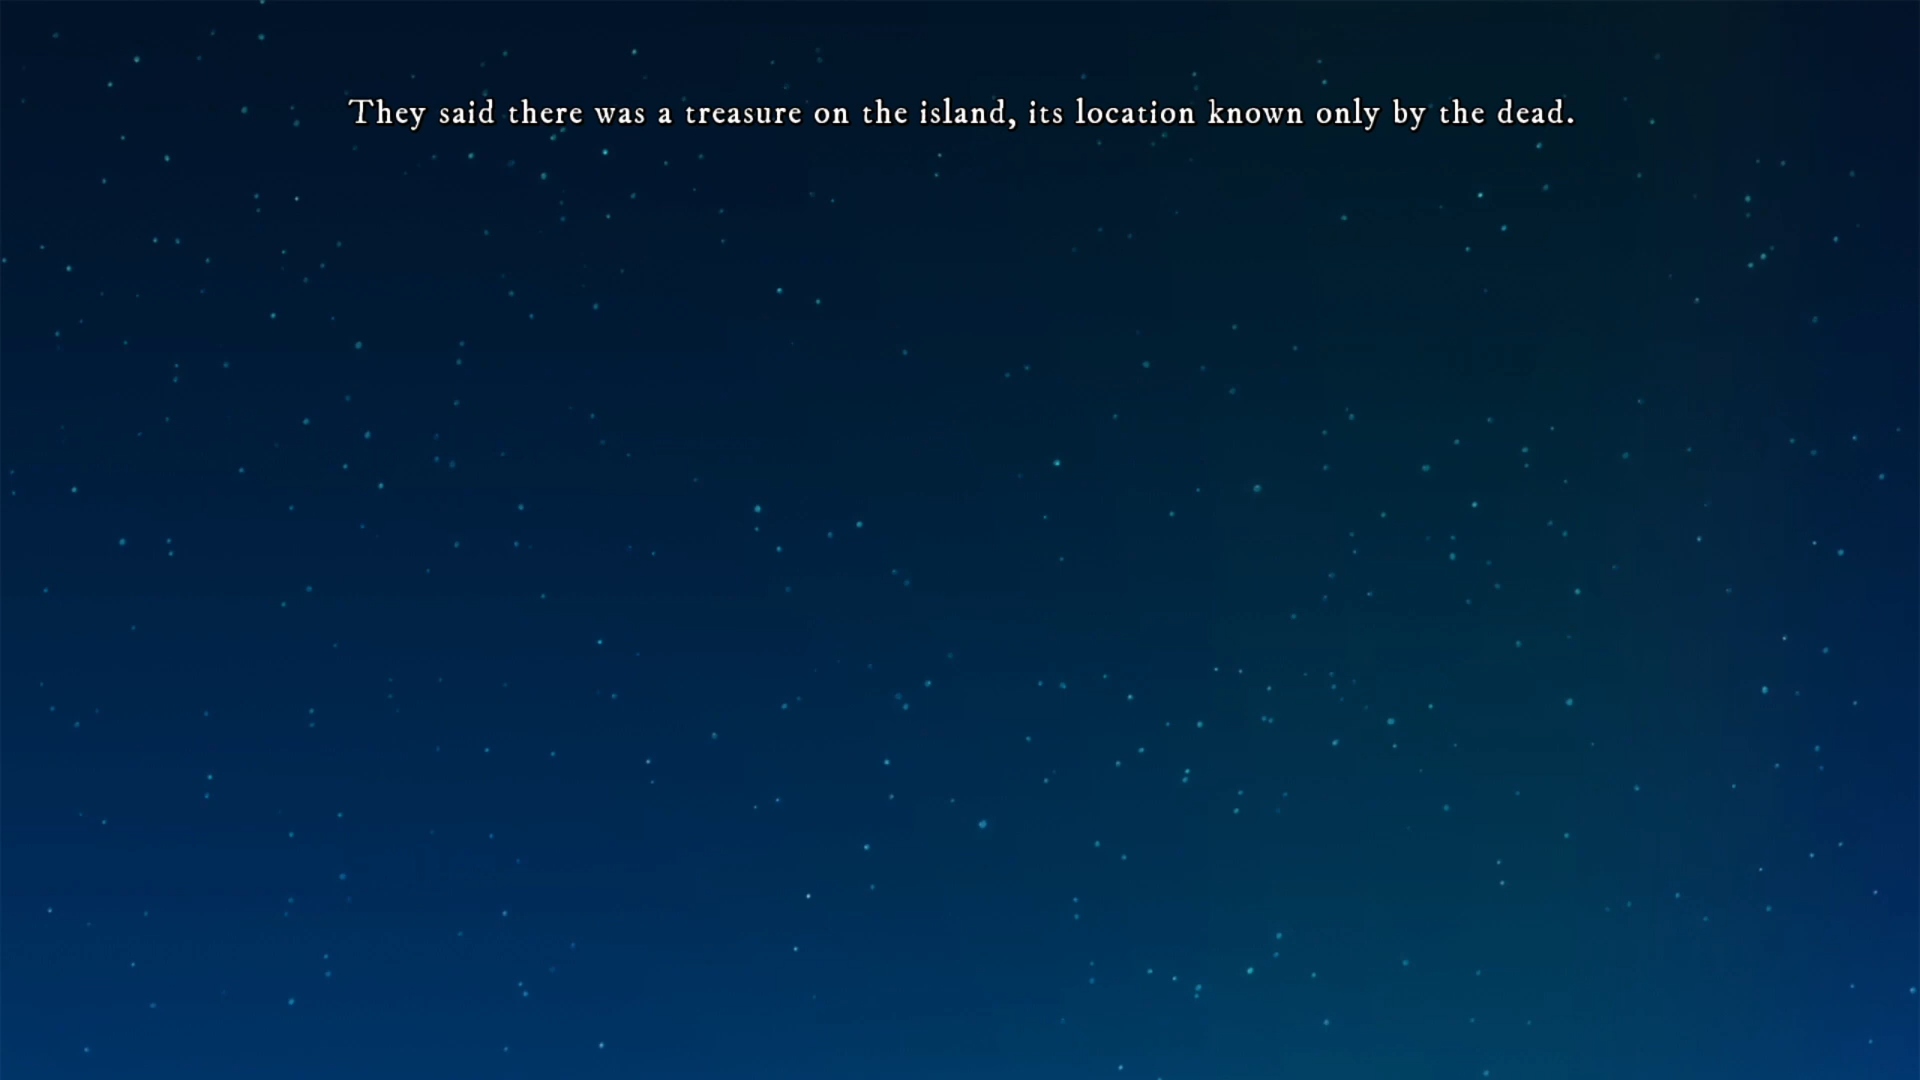 They said there was a treasure on the island, its location known only by the dead.